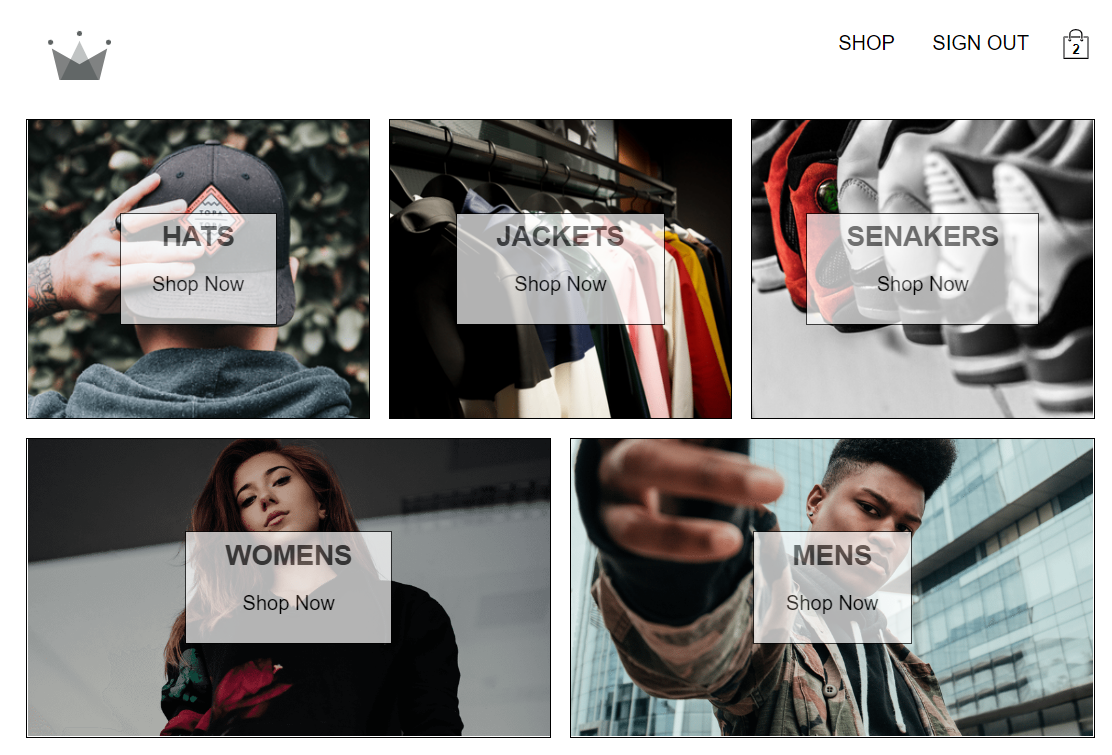 SHOP
SIGN OUT
2
HATS
Shop Now
JACKETS
Shop Now
SENAKERS
Shop Now
WOMENS
Shop Now
MENS
Shop Now